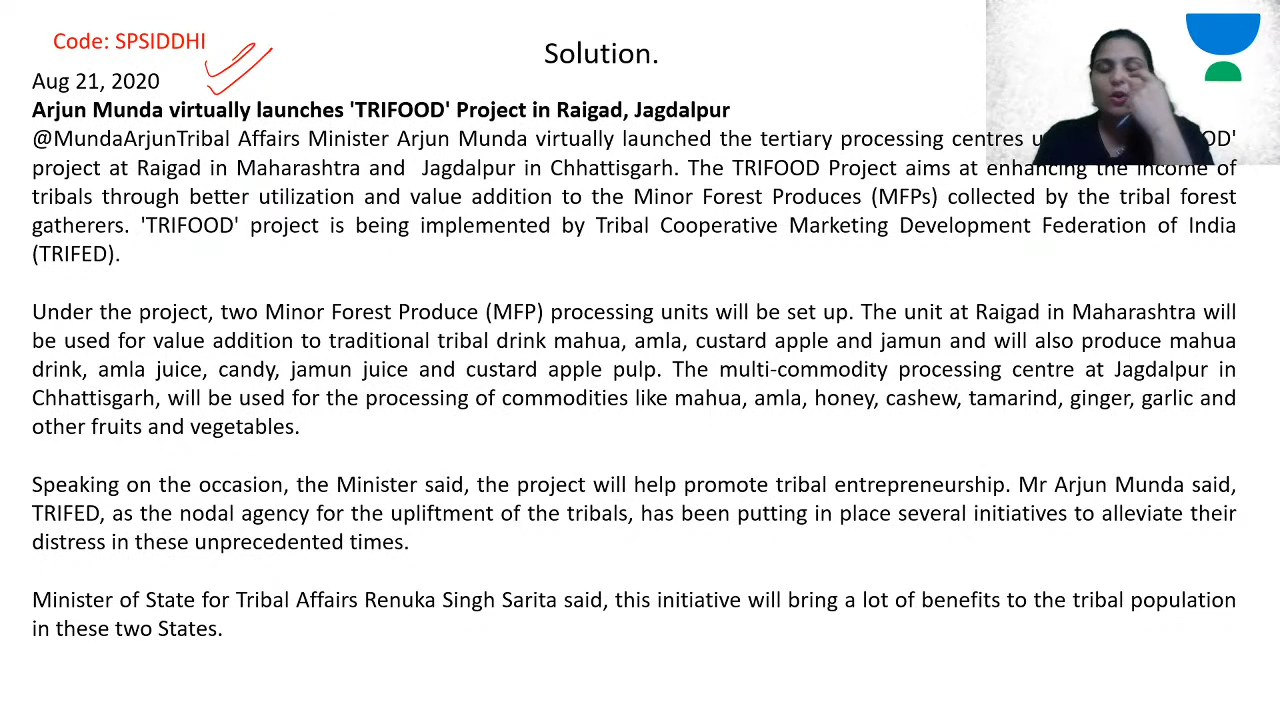 Code: SPSIDDHI
Solution.
Aug 21, 2020
Arjun Munda virtually launches 'TRIFOOD' Project in Raigad, Jagdalpur
@MundaArjunTribal Affairs Minister Arjun Munda virtually launched the tertiary processing centres
project at Raigad in Maharashtra and Jagdalpur in Chhattisgarh. The TRIFOOD Project aims at enhancing the income of
tribals through better utilization and value addition to the Minor Forest Produces (MFPs) collected by the tribal forest
gatherers. 'TRIFOOD' project is being implemented by Tribal Cooperative Marketing Development Federation of India
(TRIFED).
Under the project, two Minor Forest Produce (MFP) processing units will be set up. The unit at Raigad in Maharashtra will
be used for value addition to traditional tribal drink mahua, amla, custard apple and jamun and will also produce mahua
drink, amla juice, candy, jamun juice and custard apple pulp. The multi-commodity processing centre at Jagdalpur in
Chhattisgarh, will be used for the processing of commodities like mahua, amla, honey, cashew, tamarind, ginger, garlic and
other fruits and vegetables.
Speaking on the occasion, the Minister said, the project will help promote tribal entrepreneurship. Mr Arjun Munda said,
TRIFED, as the nodal agency for the upliftment of the tribals, has been putting in place several initiatives to alleviate their
distress in these unprecedented times.
Minister of State for Tribal Affairs Renuka Singh Sarita said, this initiative will bring a lot of benefits to the tribal population
in these two States.